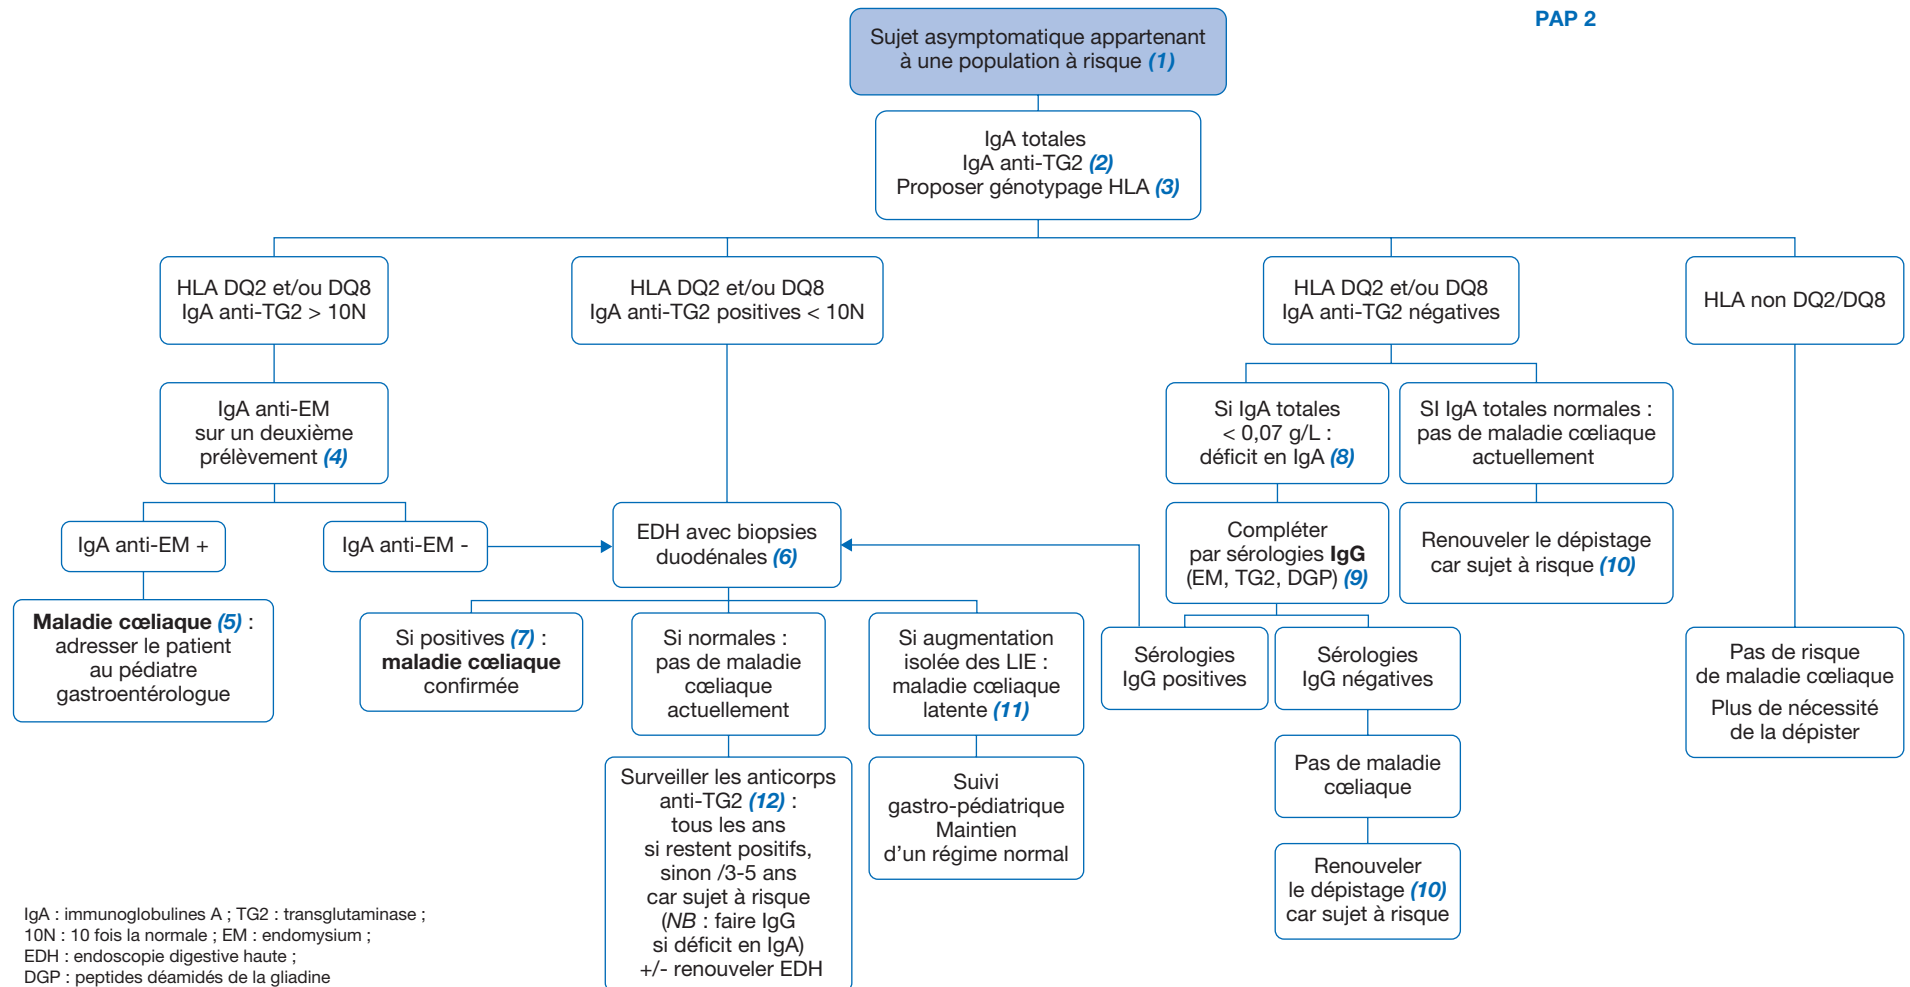 PAP 2
Sujet asymptomatique appartenant
à une population à risque (1)
IgA totales
IgA anti-TG2 (2)
Proposer génotypage HLA (3)
HLA DQ2 et/ou DQ8
IgA anti-TG2 > 10N
HLA DQ2 et/ou DQ8
IgA anti-TG2 positives < 10N
HLA DQ2 et/ou DQ8
IgA anti-TG2 négatives
HLA non DQ2/DQ8
IgA anti-EM
sur un deuxième
prélèvement (4)
Si IgA totales
< 0,07 g/L :
déficit en IgA (8)
SI IgA totales normales :
pas de maladie cœliaque
actuellement
IgA anti-EM +
IgA anti-EM -
EDH avec biopsies
duodénales (6)
Compléter
par sérologies IgG
(EM, TG2, DGP) (9)
Renouveler le dépistage
car sujet à risque (10)
Maladie cœliaque (5) :
adresser le patient
au pédiatre
gastroentérologue
Si positives (7) :
maladie cœliaque
confirmée
Si normales :
pas de maladie
cœliaque
actuellement
Si augmentation
isolée des LIE :
maladie cœliaque
latente (11)
Sérologies
IgG positives
Sérologies
IgG négatives
Pas de risque
de maladie cœliaque
Plus de nécessité
de la dépister
Surveiller les anticorps
anti-TG2 (12) :
tous les ans
si restent positifs,
sinon /3-5 ans
car sujet à risque
(NB : faire IgG
si déficit en IgA)
+/- renouveler EDH
Suivi
gastro-pédiatrique
Maintien
d'un régime normal
Pas de maladie
cœliaque
Renouveler
le dépistage (10)
car sujet à risque
IgA : immunoglobulines A ; TG2 : transglutaminase ;
10N : 10 fois la normale ; EM : endomysium ;
EDH : endoscopie digestive haute ;
DGP : peptides déamidés de la gliadine